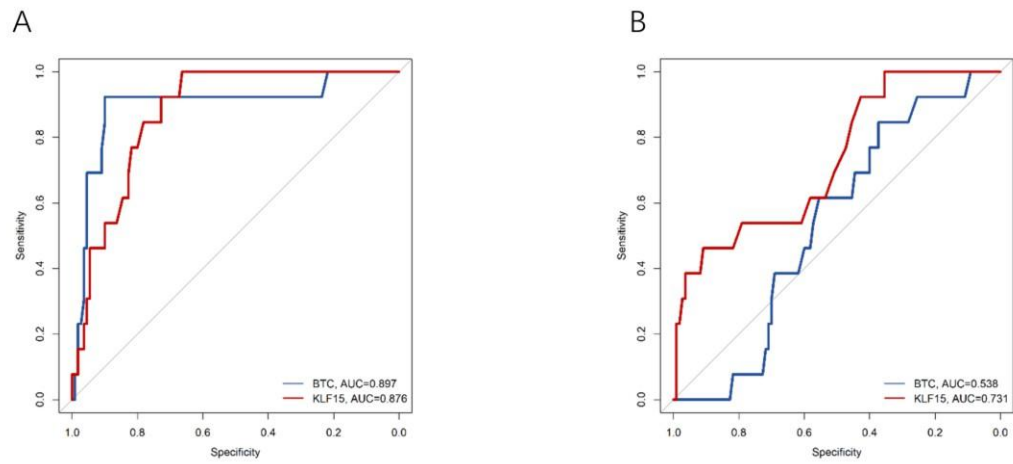 A
1.0
0.8
0.6
0.4
0.2
0.0
Sensitivity
BTC, AUC=0.897
KLF15, AUC=0.876
1.0 0.8 0.6 0.4 0.2 0.0
Specificity
B
1.0
0.8
0.6
0.4
0.2
0.0
Sensitivity
BTC, AUC=0.538
KLF15, AUC=0.731
1.0 0.8 0.6 0.4 0.2 0.0
Specificity